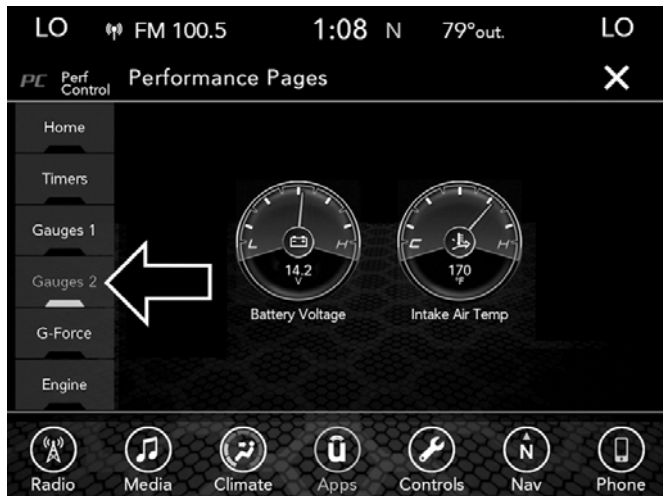 LO FM 100.5 1:08 N 79°out. LO
PC Perf Control Performance Pages X
Home
Timers
Gauges 1
Gauges 2
G-Force
Engine
L H
14.2
V
Battery Voltage
C H
170
°F
Intake Air Temp
Radio Media Climate Apps Controls Nav Phone